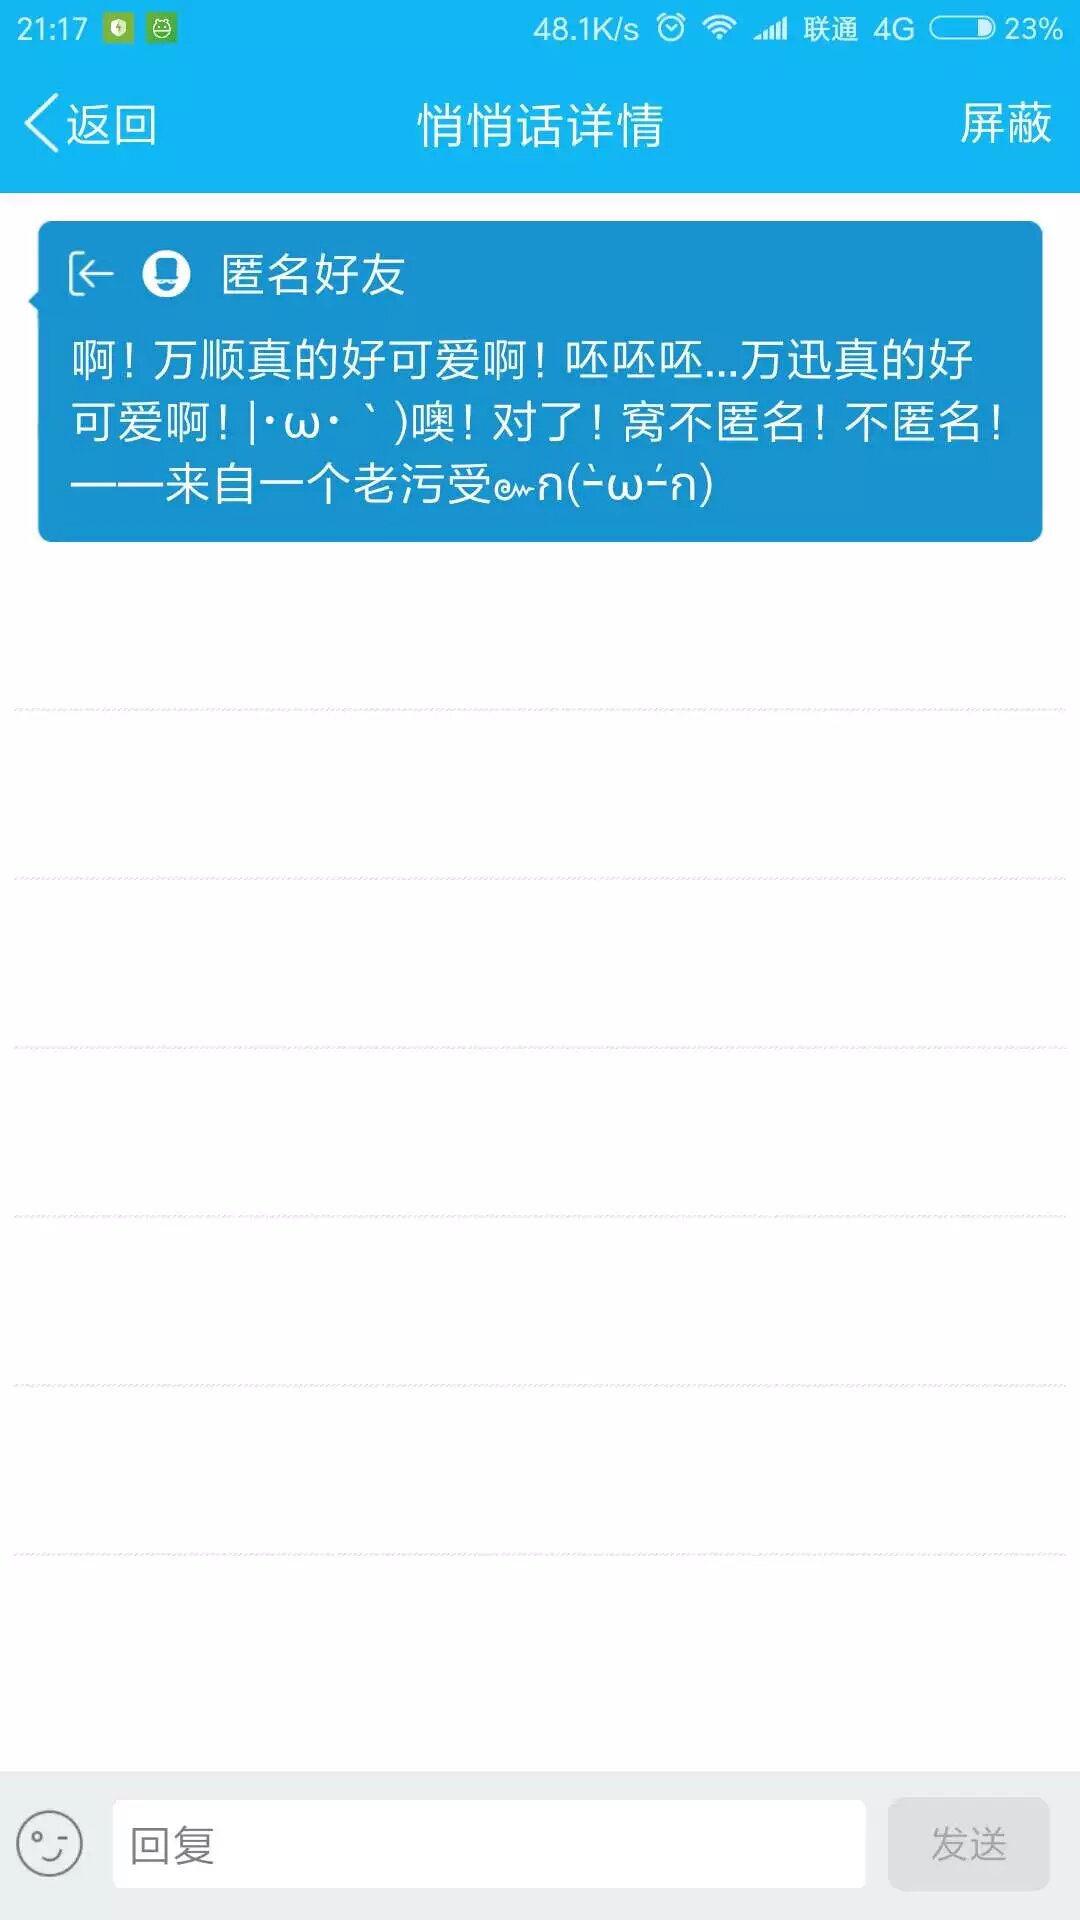 21:17 48.1K/s 联通 4G 23%
返回 悄悄话详情 屏蔽
匿名好友
啊！万顺真的好可爱啊！呸呸呸...万迅真的好
可爱啊！|･ω･｀)噢！对了！窝不匿名！不匿名！
——来自一个老污受๛ก(ｰ̀ωｰ́ก)
回复 发送